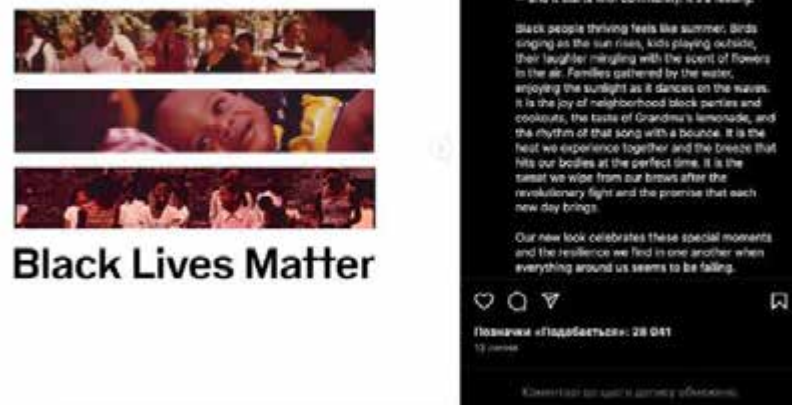 Black Lives Matter
Black people thriving feels like summer. Birds
singing as the sun rises, kids playing outside,
their laughter mingling with the scent of flowers
in the air. Families gathered by the water,
enjoying the sunlight as it dances on the waves.
It is the joy of neighborhood block parties and
cookouts, the taste of Grandma's lemonade, and
the rhythm of that song with a bounce. It is the
heat we experience together and the breeze that
hits our bodies at the perfect time. It is the
sweat we wipe from our brows after the
revolutionary fight and the promise that each
new day brings.
Our new look celebrates these special moments
and the resilience we find in one another when
everything around us seems to be falling.
Позначки «Подобається»: 28 041
Коментарі до цього допису обмежено.